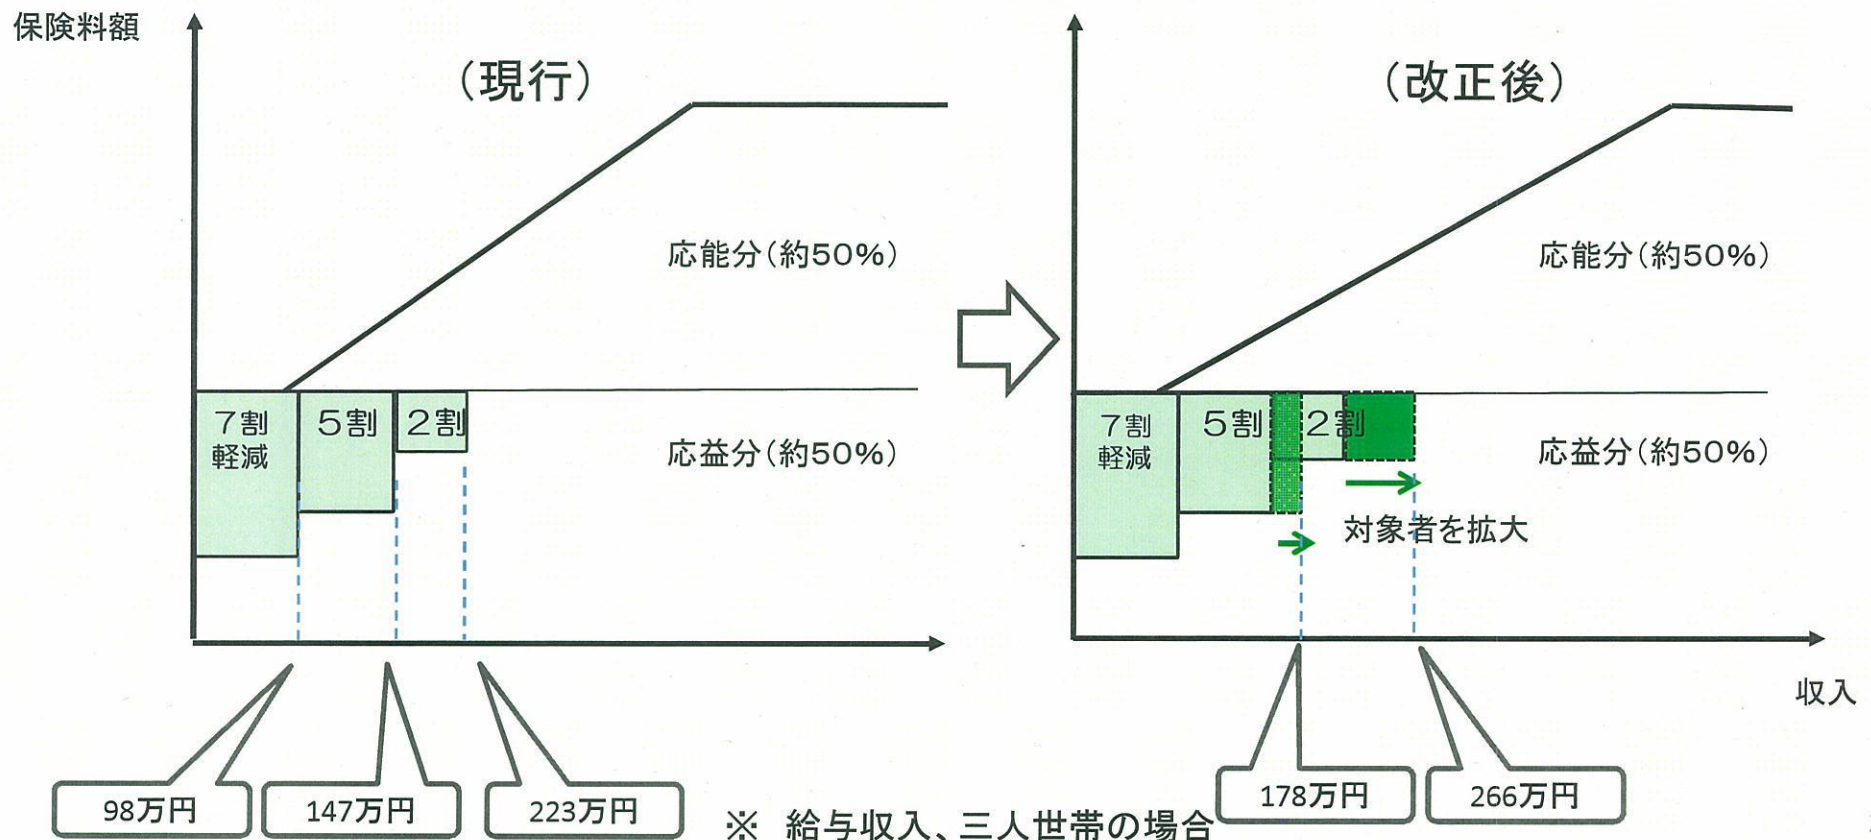 保険料額
（現行）
応能分（約50％）
7割
軽減
5割
2割
応益分（約50％）
98万円
147万円
223万円
（改正後）
応能分（約50％）
7割
軽減
5割
2割
応益分（約50％）
対象者を拡大
収入
178万円
266万円
※ 給与収入、三人世帯の場合